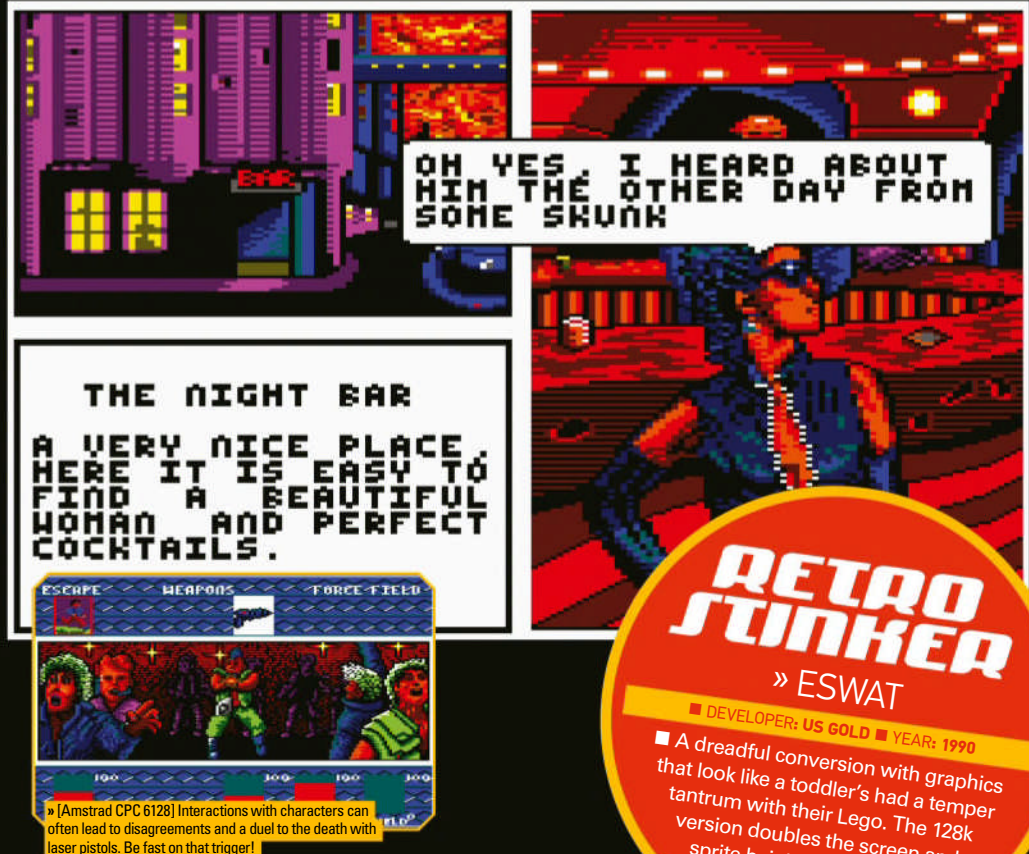 BAR
OH YES, I HEARD ABOUT
HIM THE OTHER DAY FROM
SOME SKUNK
THE NIGHT BAR
A VERY NICE PLACE.
HERE IT IS EASY TO
FIND A BEAUTIFUL
WOMAN AND PERFECT
COCKTAILS.
ESCAPE WEAPONS FORCE-FIELD
100 300 100 300
» [Amstrad CPC 6128] Interactions with characters can
often lead to disagreements and a duel to the death with
laser pistols. Be fast on that trigger!
RETRO
STINKER
» ESWAT
■ DEVELOPER: US GOLD ■ YEAR: 1990
■ A dreadful conversion with graphics
that look like a toddler's had a temper
tantrum with their Lego. The 128k
version doubles the screen and